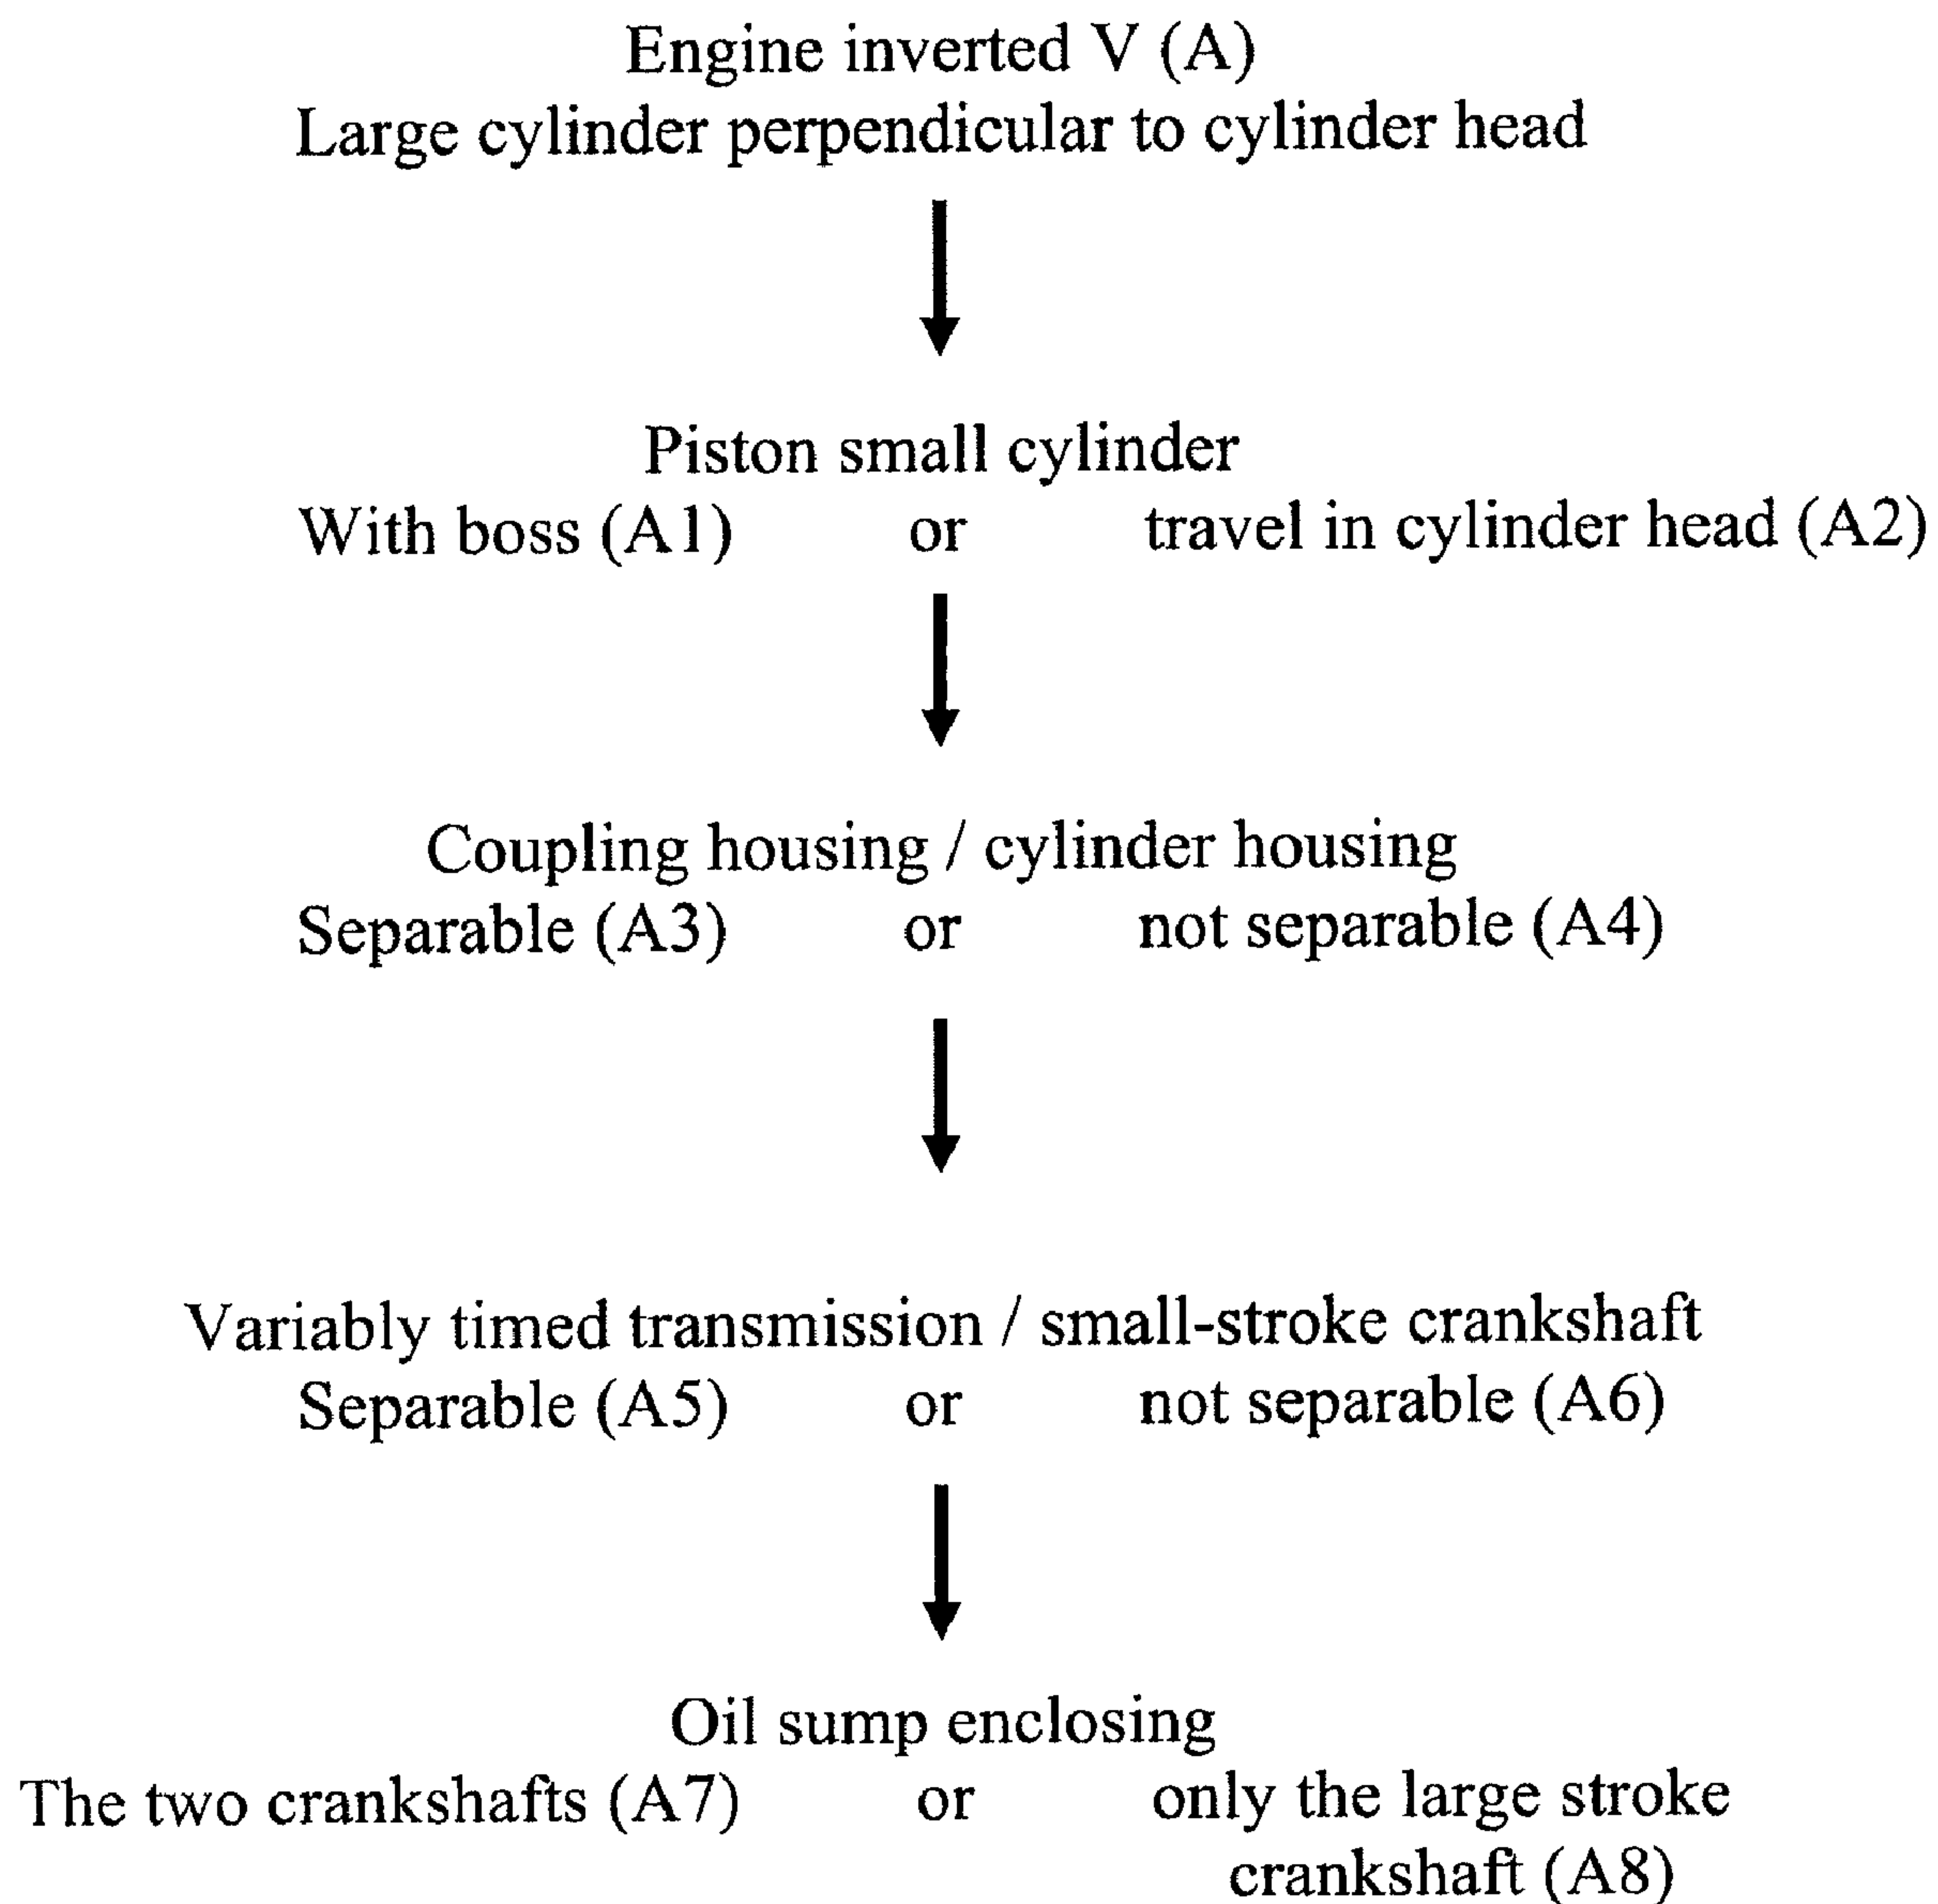 Engine inverted V (A)
Large cylinder perpendicular to cylinder head
Piston small cylinder
With boss (A1) or travel in cylinder head (A2)
Coupling housing / cylinder housing
Separable (A3) or not separable (A4)
Variably timed transmission / small-stroke crankshaft
Separable (A5) or not separable (A6)
Oil sump enclosing
The two crankshafts (A7) or only the large stroke
crankshaft (A8)